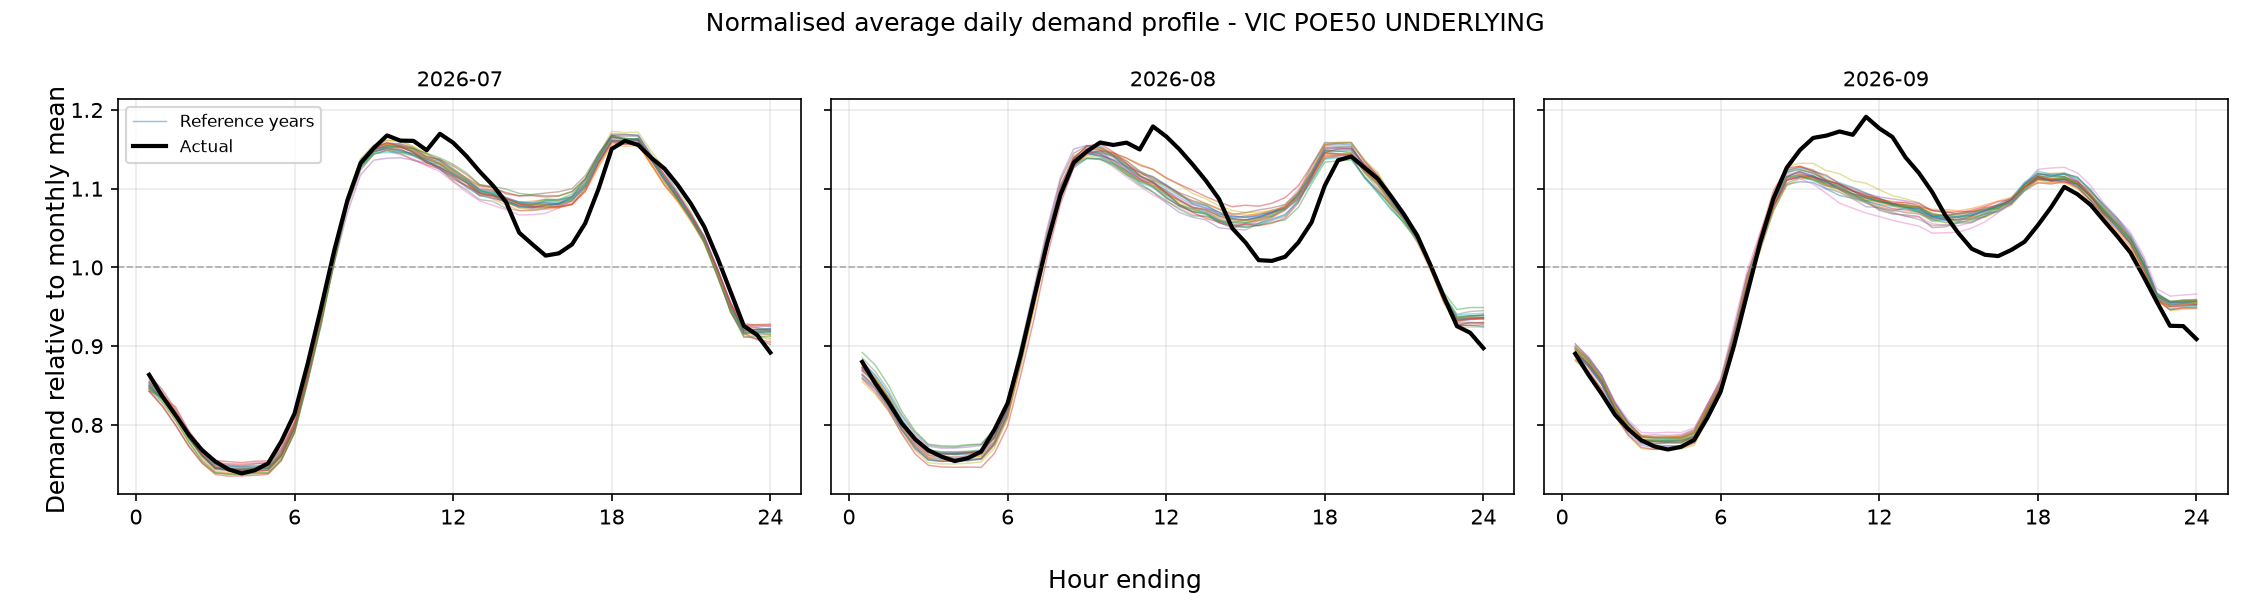 Normalised average daily demand profile - VIC POE50 UNDERLYING
2026-07
2026-08
2026-09
Demand relative to monthly mean
1.2
1.1
1.0
0.9
0.8
Reference years
Actual
0 6 12 18 24
0 6 12 18 24
0 6 12 18 24
Hour ending